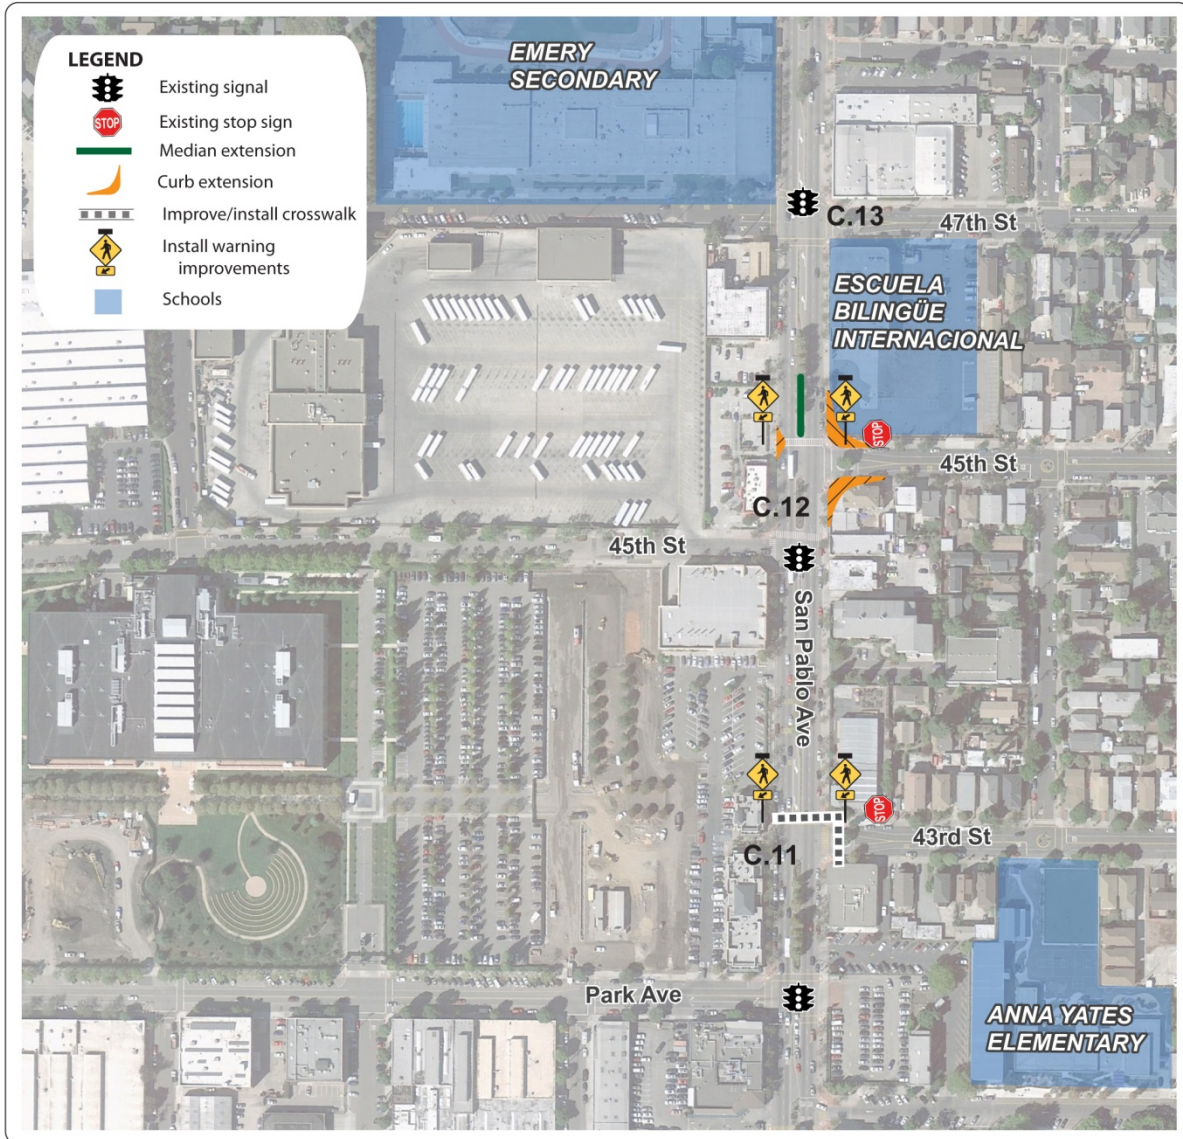 LEGEND
Existing signal
STOP
Existing stop sign
Median extension
Curb extension
Improve/install crosswalk
Install warning
improvements
Schools
EMERY
SECONDARY
C.13
47th St
ESCUELA
BILINGÜE
INTERNACIONAL
STOP
45th St
C.12
45th St
San Pablo Ave
STOP
43rd St
C.11
Park Ave
ANNA YATES
ELEMENTARY